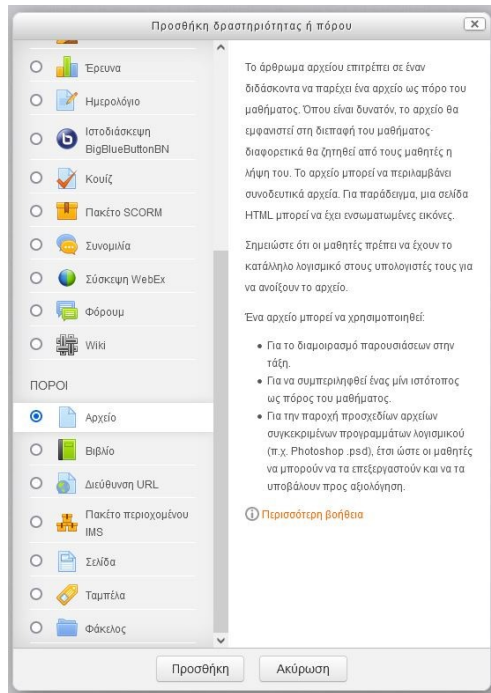 Προσθήκη δραστηριότητας ή πόρου
Έρευνα
Ημερολόγιο
Ιστοδιάσκεψη
BigBlueButtonBN
Κουίζ
Πακέτο SCORM
Συνομιλία
Σύσκεψη WebEx
Φόρουμ
Wiki
ΠΟΡΟΙ
Αρχείο
Βιβλίο
Διεύθυνση URL
Πακέτο περιοχομένου
IMS
Σελίδα
Ταμπέλα
Φάκελος
Το άρθρωμα αρχείου επιτρέπει σε έναν
διδάσκοντα να παρέχει ένα αρχείο ως πόρο του
μαθήματος. Όπου είναι δυνατόν, το αρχείο θα
εμφανιστεί στη διεπαφή του μαθήματος·
διαφορετικά θα ζητηθεί από τους μαθητές η
λήψη του. Το αρχείο μπορεί να περιλαμβάνει
συνοδευτικά αρχεία. Για παράδειγμα, μια σελίδα
HTML μπορεί να έχει ενσωματωμένες εικόνες.
Σημειώστε ότι οι μαθητές πρέπει να έχουν το
κατάλληλο λογισμικό στους υπολογιστές τους για
να ανοίξουν το αρχείο.
Ένα αρχείο μπορεί να χρησιμοποιηθεί:
• Για το διαμοιρασμό παρουσιάσεων στην
τάξη.
• Για να συμπεριληφθεί ένας μίνι ιστότοπος
ως πόρος του μαθήματος.
• Για την παροχή προσχεδίων αρχείων
συγκεκριμένων προγραμμάτων λογισμικού
(π.χ. Photoshop .psd), έτσι ώστε οι μαθητές
να μπορούν να τα επεξεργαστούν και να τα
υποβάλουν προς αξιολόγηση.
Περισσότερη βοήθεια
Προσθήκη
Ακύρωση